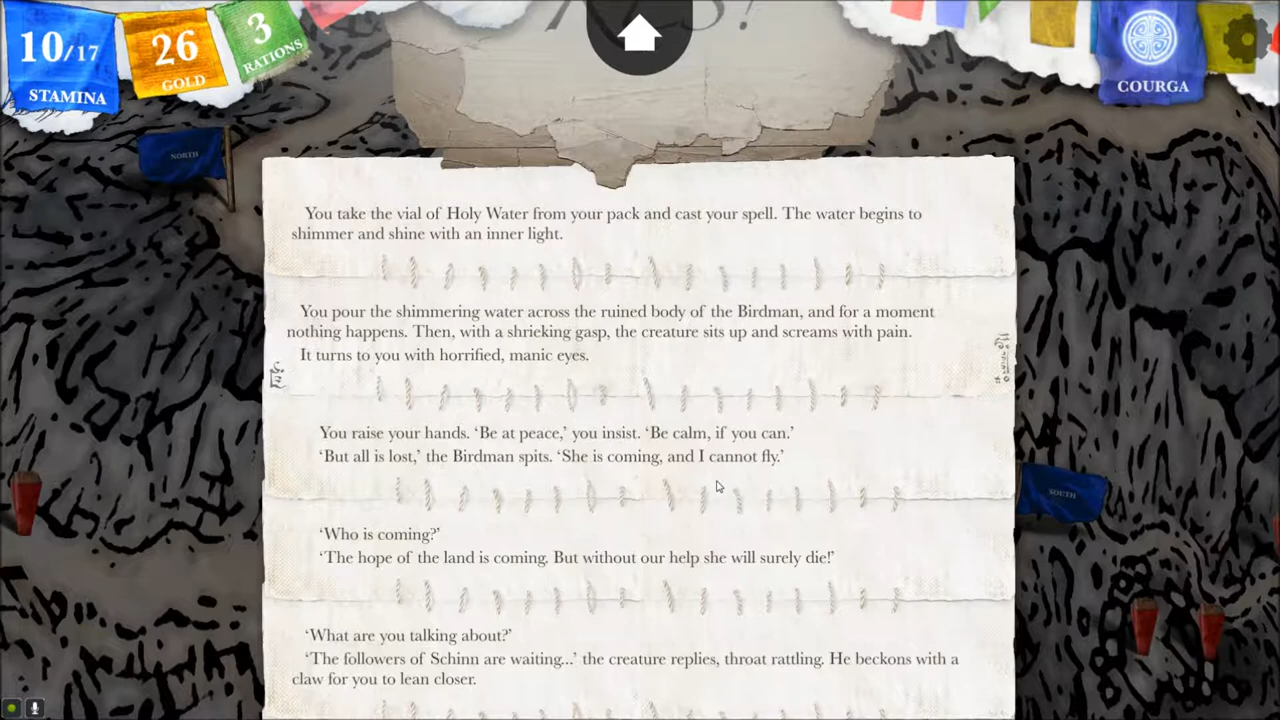 10/17
STAMINA
26
GOLD
3
RATIONS
COURGA
NORTH
SOUTH
You take the vial of Holy Water from your pack and cast your spell. The water begins to
shimmer and shine with an inner light.
You pour the shimmering water across the ruined body of the Birdman, and for a moment
nothing happens. Then, with a shrieking gasp, the creature sits up and screams with pain.
It turns to you with horrified, manic eyes.
You raise your hands. ‘Be at peace,’ you insist. ‘Be calm, if you can.’
‘But all is lost,’ the Birdman spits. ‘She is coming, and I cannot fly.’
‘Who is coming?’
‘The hope of the land is coming. But without our help she will surely die!’
‘What are you talking about?’
‘The followers of Schinn are waiting...’ the creature replies, throat rattling. He beckons with a
claw for you to lean closer.